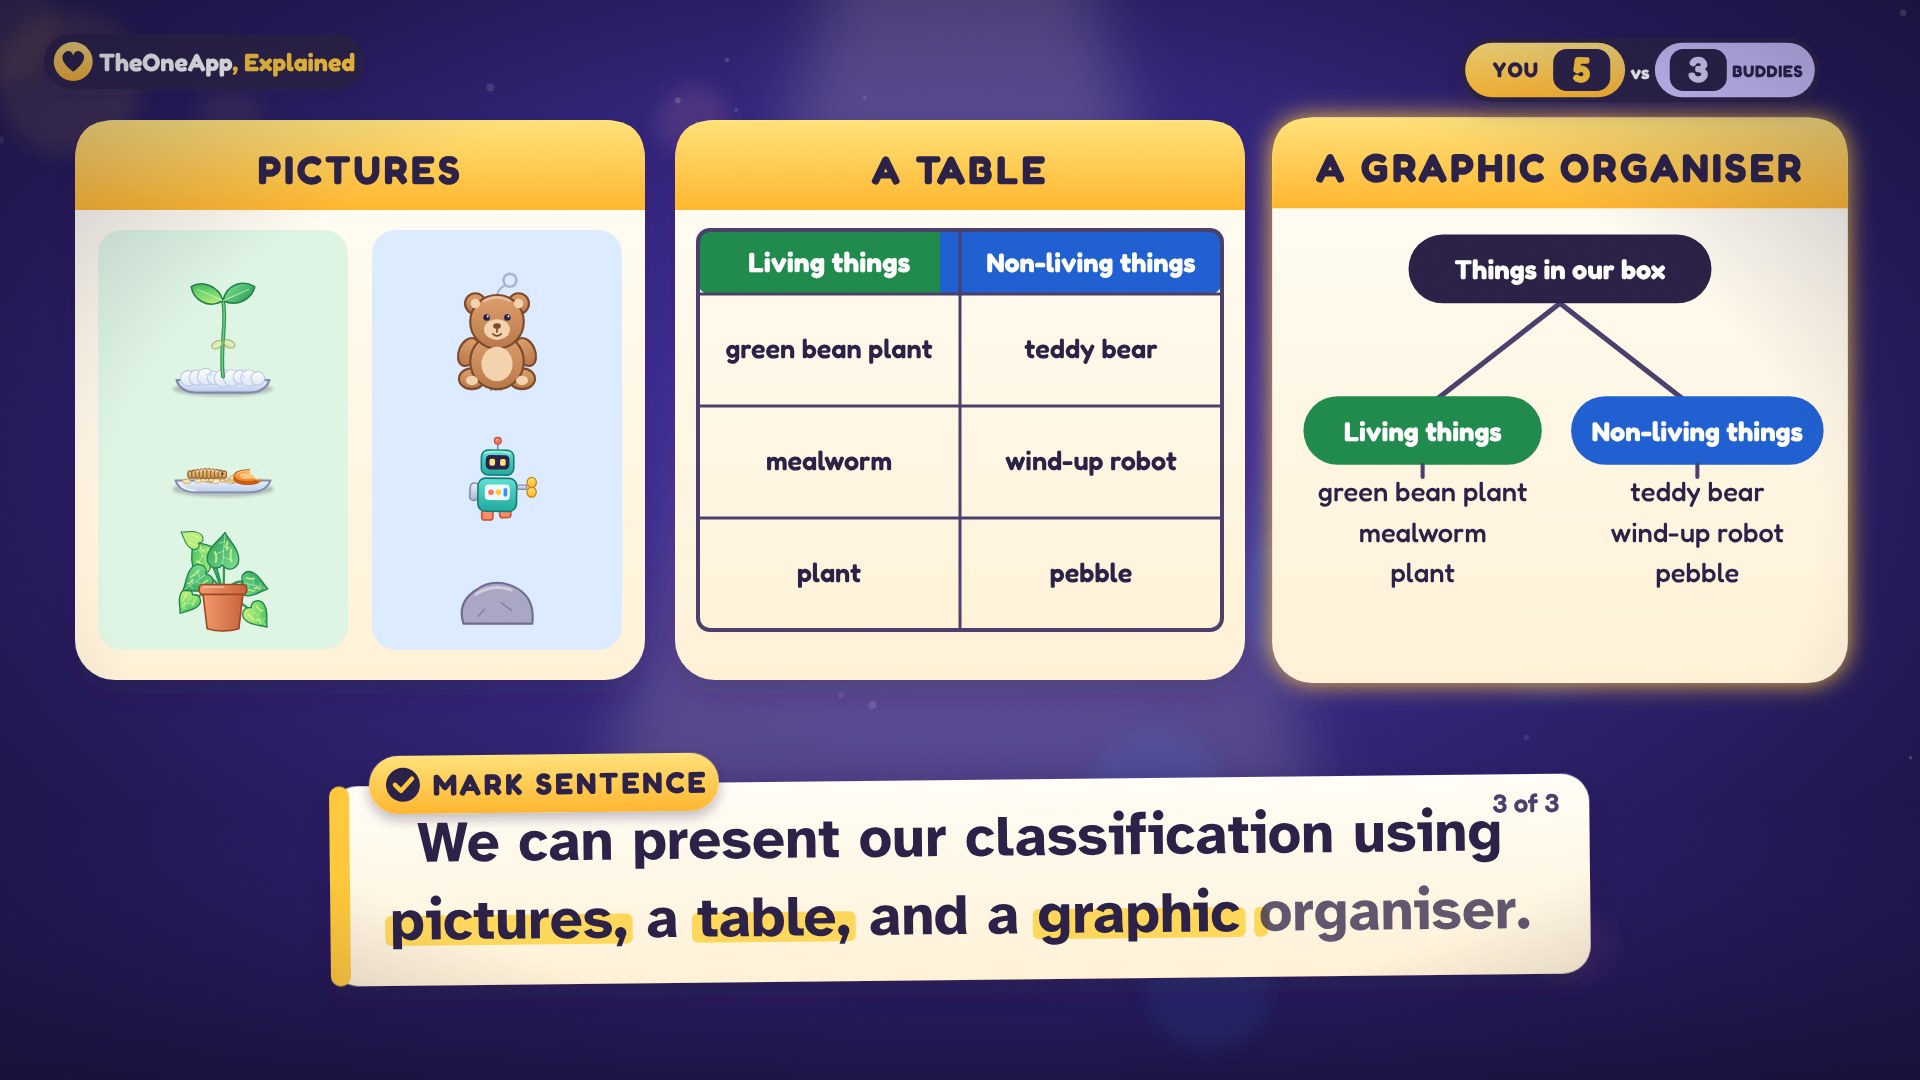 TheOneApp, Explained
YOU 5 vs 3 BUDDIES
PICTURES
A TABLE
Living things Non-living things
green bean plant teddy bear
mealworm wind-up robot
plant pebble
A GRAPHIC ORGANISER
Things in our box
Living things Non-living things
green bean plant teddy bear
mealworm wind-up robot
plant pebble
MARK SENTENCE
3 of 3
We can present our classification using
pictures, a table, and a graphic organiser.